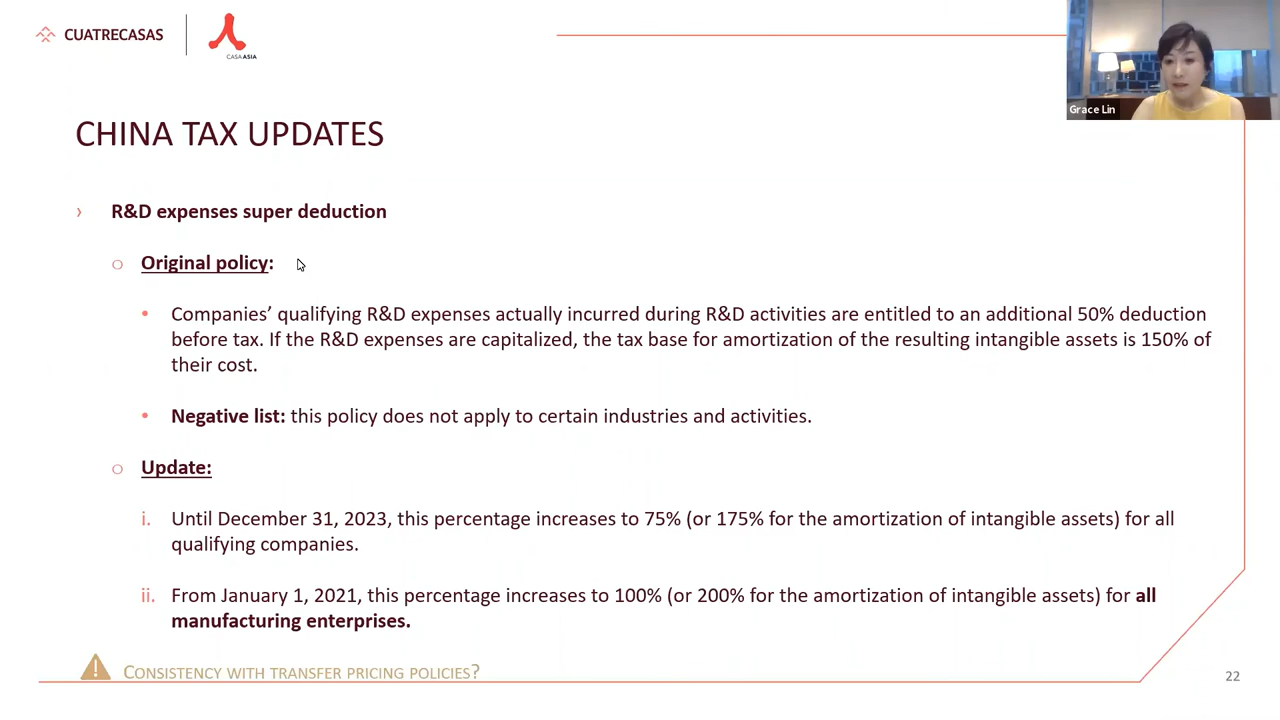 CUATRECASAS
CASAASIA
Grace Lin
CHINA TAX UPDATES
› R&D expenses super deduction
o Original policy:
• Companies’ qualifying R&D expenses actually incurred during R&D activities are entitled to an additional 50% deduction
before tax. If the R&D expenses are capitalized, the tax base for amortization of the resulting intangible assets is 150% of
their cost.
• Negative list: this policy does not apply to certain industries and activities.
o Update:
i. Until December 31, 2023, this percentage increases to 75% (or 175% for the amortization of intangible assets) for all
qualifying companies.
ii. From January 1, 2021, this percentage increases to 100% (or 200% for the amortization of intangible assets) for all
manufacturing enterprises.
CONSISTENCY WITH TRANSFER PRICING POLICIES?
22